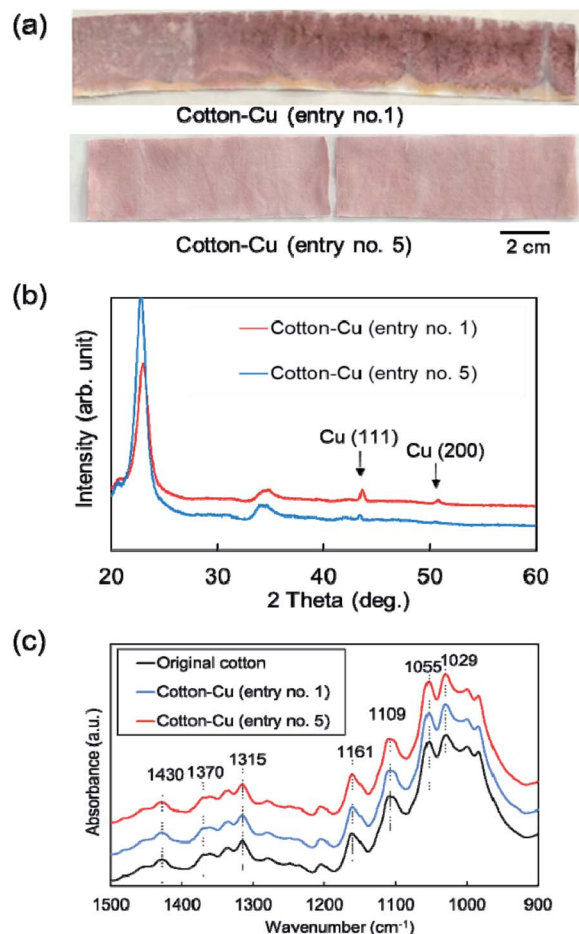 (a)
Cotton-Cu (entry no.1)
Cotton-Cu (entry no. 5)
2 cm
(b)
Intensity (arb. unit)
Cotton-Cu (entry no. 1)
Cotton-Cu (entry no. 5)
Cu (111)
Cu (200)
20 30 40 50 60
2 Theta (deg.)
(c)
Absorbance (a.u.)
Original cotton
Cotton-Cu (entry no. 1)
Cotton-Cu (entry no. 5)
1430 1370 1315 1161 1109 1055 1029
1500 1400 1300 1200 1100 1000 900
Wavenumber (cm⁻¹)